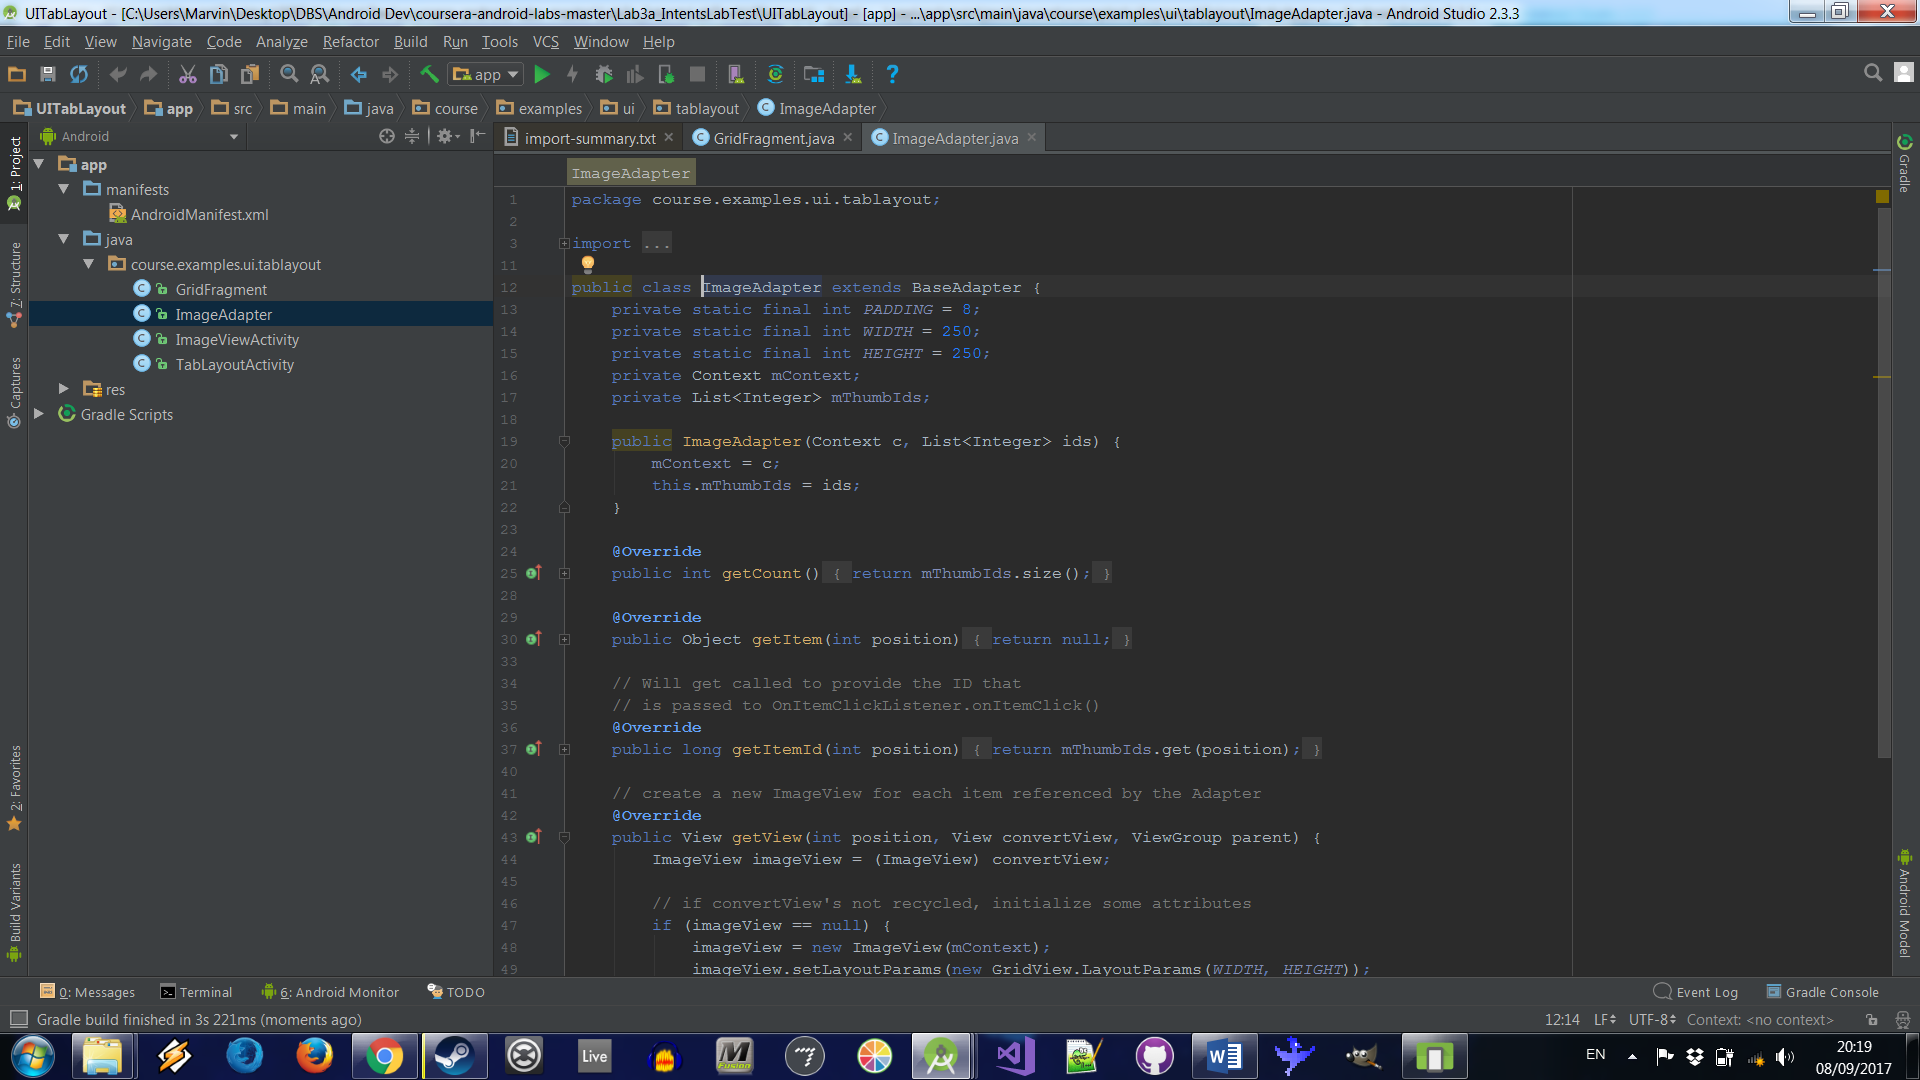 UITabLayout - [C:\Users\Marvin\Desktop\DBS\Android Dev\coursera-android-labs-master\Lab3a_IntentsLabTest\UITabLayout] - [app] - ...\app\src\main\java\course\examples\ui\tablayout\ImageAdapter.java - Android Studio 2.3.3
File Edit View Navigate Code Analyze Refactor Build Run Tools VCS Window Help
app
UITabLayout app src main java course examples ui tablayout ImageAdapter
Android
import-summary.txt GridFragment.java ImageAdapter.java
1: Project
7: Structure
Captures
2: Favorites
Build Variants
app
manifests
AndroidManifest.xml
java
course.examples.ui.tablayout
GridFragment
ImageAdapter
ImageViewActivity
TabLayoutActivity
res
Gradle Scripts
ImageAdapter
1 package course.examples.ui.tablayout;
2
3 import ...
11
12 public class ImageAdapter extends BaseAdapter {
13 private static final int PADDING = 8;
14 private static final int WIDTH = 250;
15 private static final int HEIGHT = 250;
16 private Context mContext;
17 private List<Integer> mThumbIds;
18
19 public ImageAdapter(Context c, List<Integer> ids) {
20 mContext = c;
21 this.mThumbIds = ids;
22 }
23
24 @Override
25 public int getCount() { return mThumbIds.size(); }
28
29 @Override
30 public Object getItem(int position) { return null; }
33
34 // Will get called to provide the ID that
35 // is passed to OnItemClickListener.onItemClick()
36 @Override
37 public long getItemId(int position) { return mThumbIds.get(position); }
40
41 // create a new ImageView for each item referenced by the Adapter
42 @Override
43 public View getView(int position, View convertView, ViewGroup parent) {
44 ImageView imageView = (ImageView) convertView;
45
46 // if convertView's not recycled, initialize some attributes
47 if (imageView == null) {
48 imageView = new ImageView(mContext);
49 imageView.setLayoutParams(new GridView.LayoutParams(WIDTH, HEIGHT));
Gradle
Android Model
0: Messages Terminal 6: Android Monitor TODO Event Log Gradle Console
Gradle build finished in 3s 221ms (moments ago) 12:14 LF UTF-8 Context: <no context>
Live
EN
20:19
08/09/2017